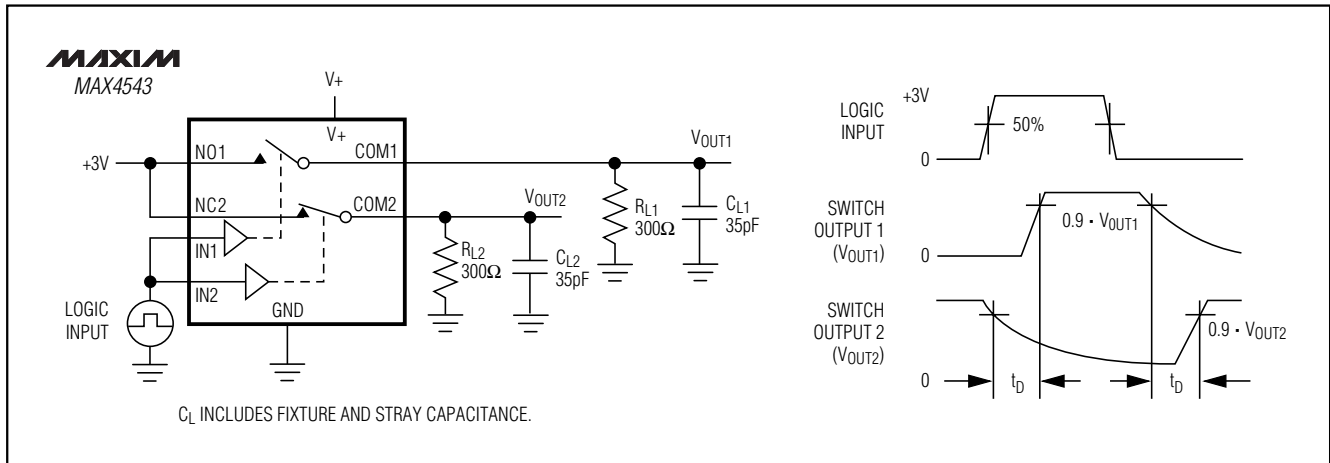 MAXIM
MAX4543
V+
V+
+3V
NO1
COM1
VOUT1
NC2
COM2
VOUT2
IN1
IN2
RL1
300Ω
CL1
35pF
RL2
300Ω
CL2
35pF
LOGIC
INPUT
GND
CL INCLUDES FIXTURE AND STRAY CAPACITANCE.
LOGIC
INPUT
+3V
50%
0
SWITCH
OUTPUT 1
(VOUT1)
0.9 · VOUT1
0
SWITCH
OUTPUT 2
(VOUT2)
0.9 · VOUT2
0
tD
tD